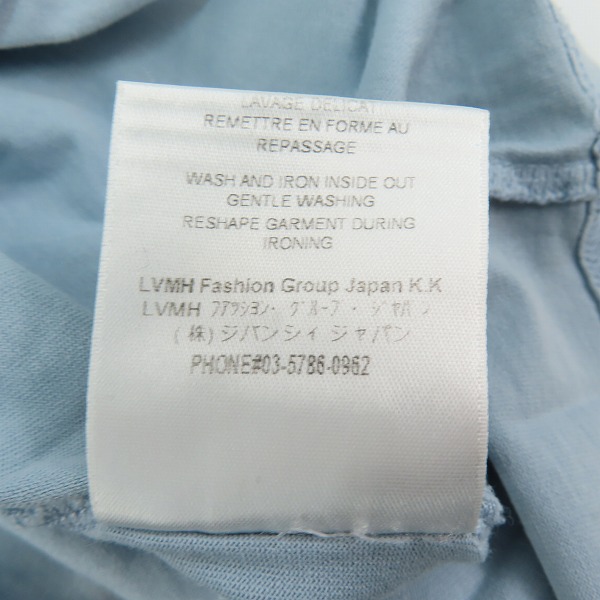 LAVAGE DELICAT
REMETTRE EN FORME AU
REPASSAGE
WASH AND IRON INSIDE OUT
GENTLE WASHING
RESHAPE GARMENT DURING
IRONING
LVMH Fashion Group Japan K.K
LVMH ﾌｧｯｼｮﾝ・ ｸﾞﾙｰﾌﾟ ・ ｼﾞｬﾊﾟﾝ
(株)ジバンシィ ジャパン
PHONE#03-5786-0962